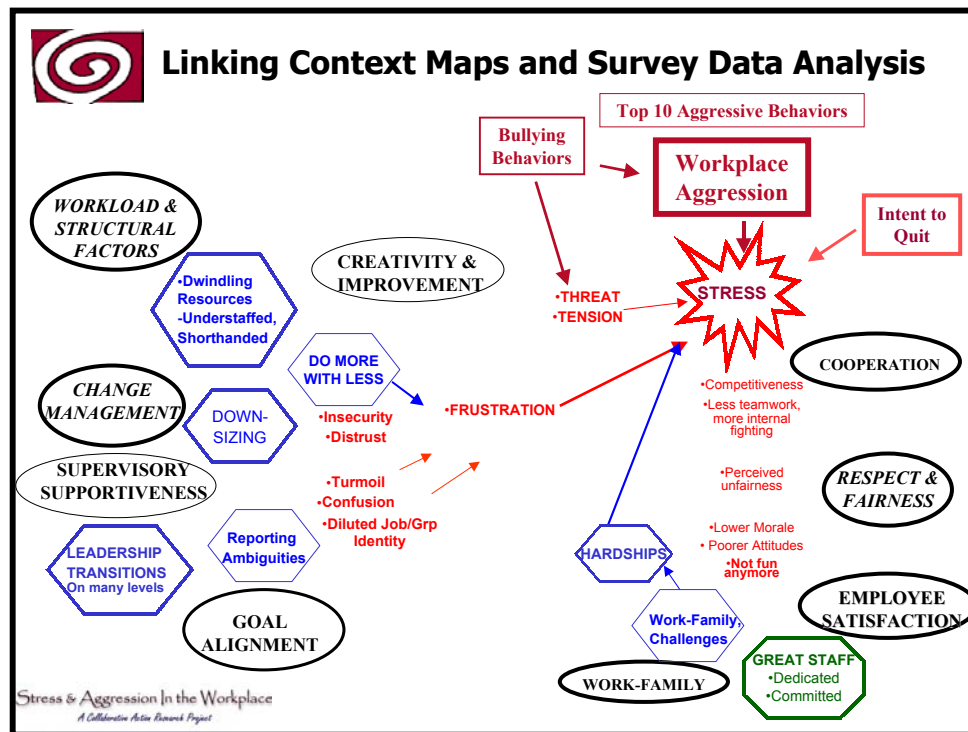 Linking Context Maps and Survey Data Analysis
Top 10 Aggressive Behaviors
Bullying
Behaviors
Workplace
Aggression
Intent to
Quit
WORKLOAD &
STRUCTURAL
FACTORS
CREATIVITY &
IMPROVEMENT
•Dwindling
Resources
-Understaffed,
Shorthanded
•THREAT
•TENSION
STRESS
COOPERATION
DO MORE
WITH LESS
CHANGE
MANAGEMENT
DOWN-
SIZING
•Insecurity
•Distrust
•FRUSTRATION
•Competitiveness
•Less teamwork,
more internal
fighting
SUPERVISORY
SUPPORTIVENESS
•Turmoil
•Confusion
•Diluted Job/Grp
Identity
•Perceived
unfairness
RESPECT &
FAIRNESS
LEADERSHIP
TRANSITIONS
On many levels
Reporting
Ambiguities
HARDSHIPS
•Lower Morale
• Poorer Attitudes
•Not fun
anymore
GOAL
ALIGNMENT
Work-Family,
Challenges
EMPLOYEE
SATISFACTION
WORK-FAMILY
GREAT STAFF
•Dedicated
•Committed
Stress & Aggression In the Workplace
A Collaborative Action Research Project